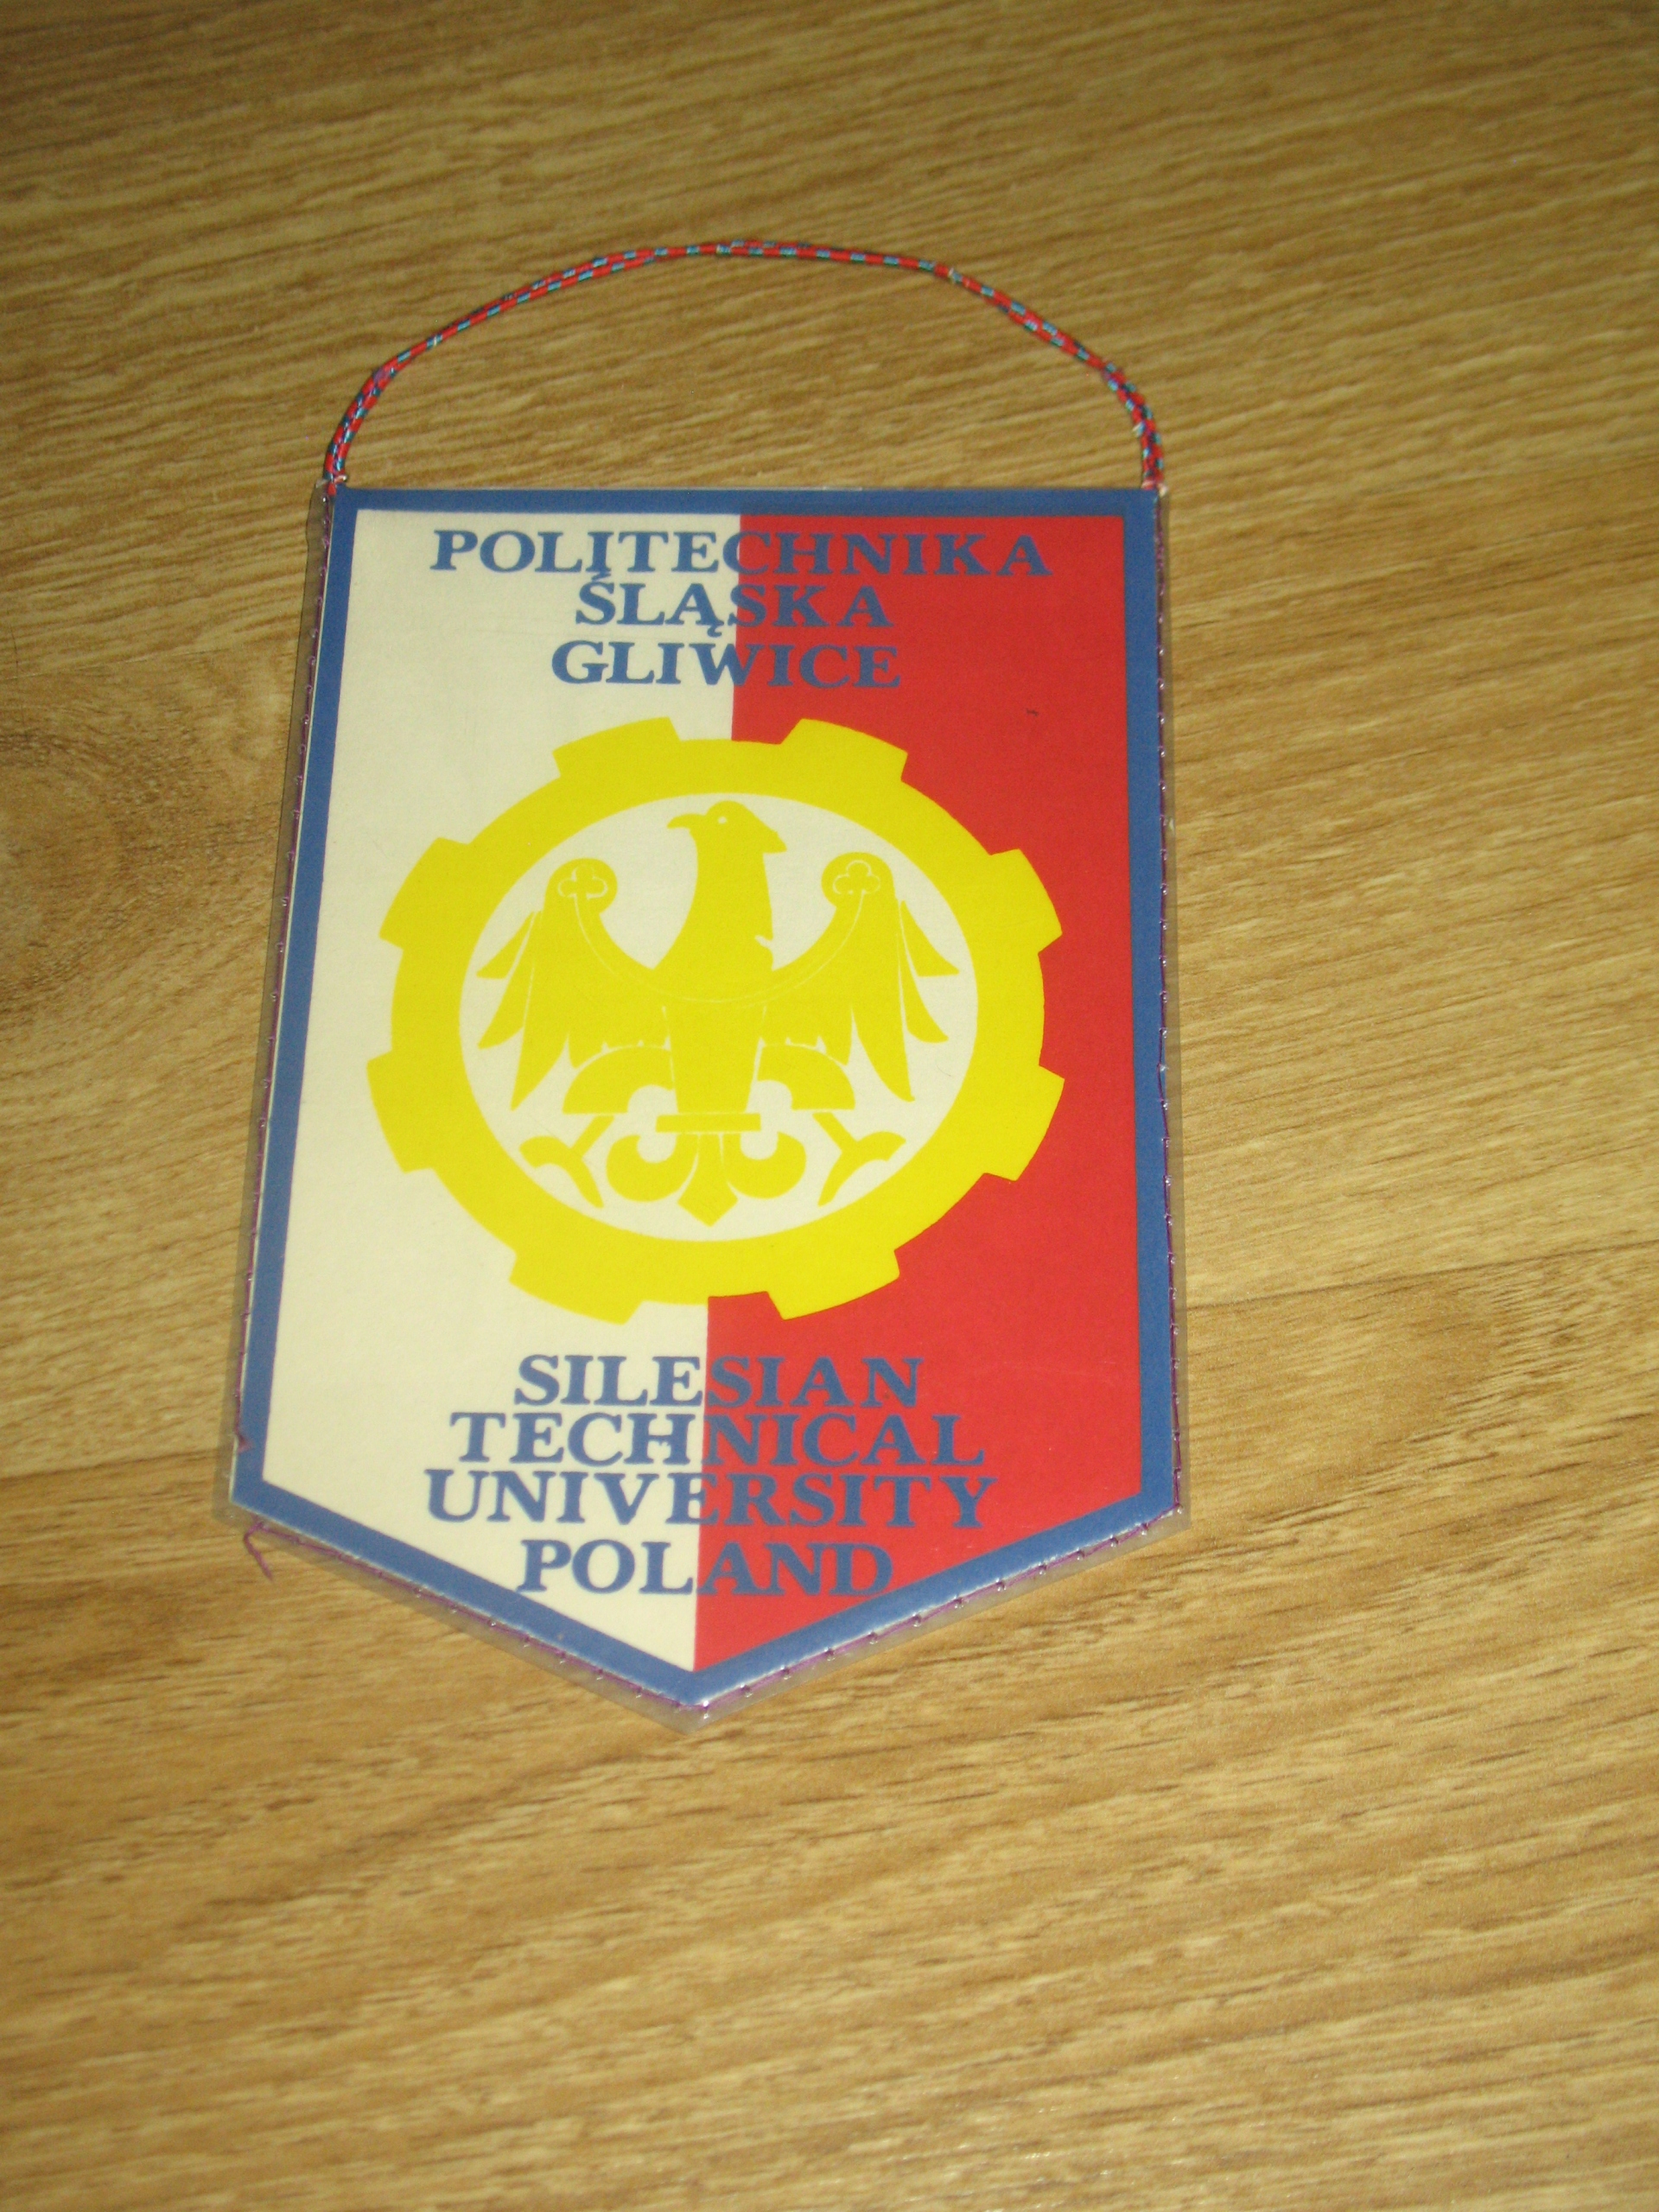 POLITECHNIKA
ŚLĄSKA
GLIWICE
SILESIAN
TECHNICAL
UNIVERSITY
POLAND